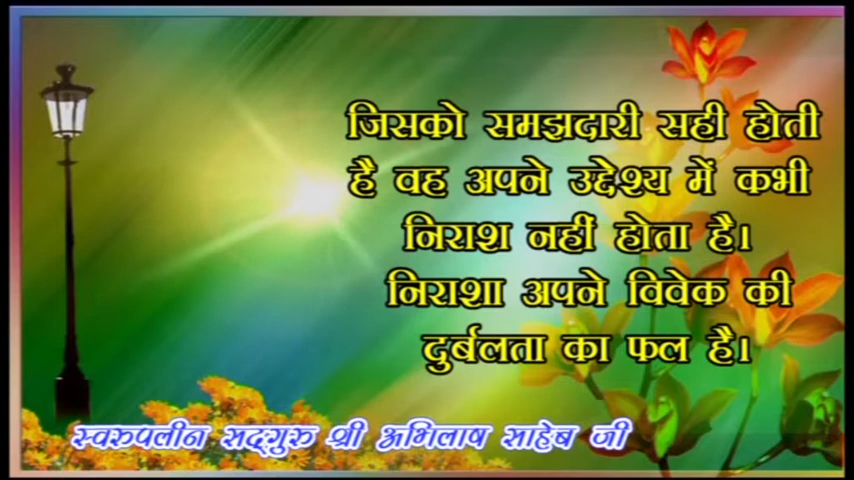 जिसको समझदारी सही होती
है वह अपने उद्देश्य में कभी
निराश नहीं होता है।
निराशा अपने विवेक की
दुर्बलता का फल है।
स्वरुपलीन सद्गुरु श्री अभिलाष साहेब जी